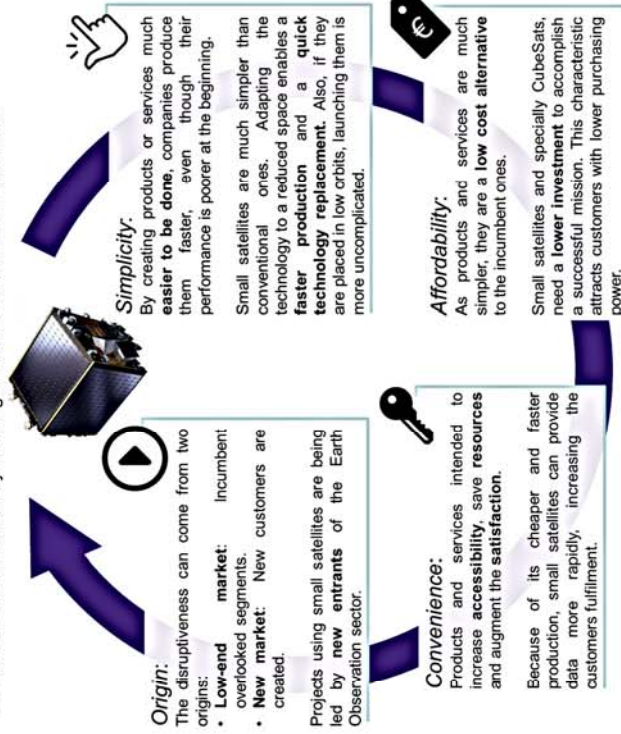 Origin:
The disruptiveness can come from two
origins:
• Low-end market: Incumbent
overlooked segments.
• New market: New customers are
created.
Projects using small satellites are being
led by new entrants of the Earth
Observation sector.
Simplicity:
By creating products or services much
easier to be done, companies produce
them faster, even though their
performance is poorer at the beginning.
Small satellites are much simpler than
conventional ones. Adapting the
technology to a reduced space enables a
faster production and a quick
technology replacement. Also, if they
are placed in low orbits, launching them is
more uncomplicated.
Convenience:
Products and services intended to
increase accessibility, save resources
and augment the satisfaction.
Because of its cheaper and faster
production, small satellites can provide
data more rapidly, increasing the
customers fulfilment.
Affordability:
As products and services are much
simpler, they are a low cost alternative
to the incumbent ones.
Small satellites and specially CubeSats,
need a lower investment to accomplish
a successful mission. This characteristic
attracts customers with lower purchasing
power.
€